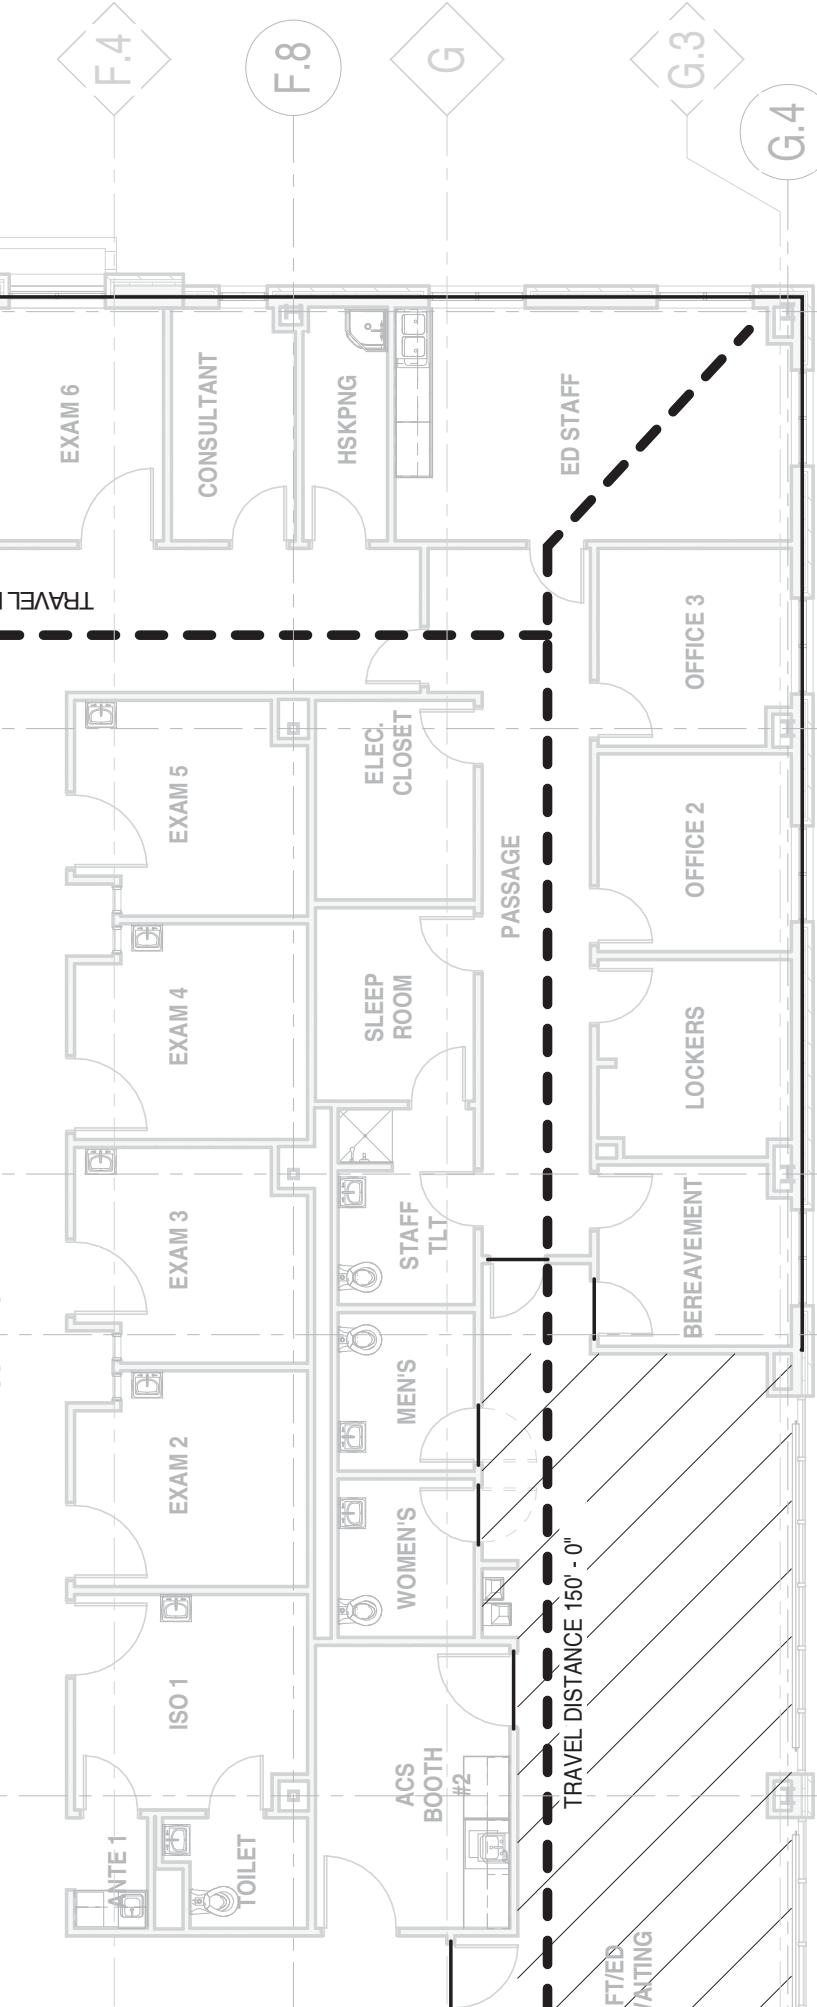 F.4
F.8
G
G.3
G.4
EXAM 6
CONSULTANT
HSKPNG
ED STAFF
TRAVEL
OFFICE 3
ELEC.
CLOSET
EXAM 5
PASSAGE
OFFICE 2
SLEEP
ROOM
EXAM 4
LOCKERS
STAFF
TLT
EXAM 3
BEREAVEMENT
MEN'S
EXAM 2
WOMEN'S
TRAVEL DISTANCE 150' - 0"
ISO 1
ACS
BOOTH
#2
ANTE 1
TOILET
FT/ED